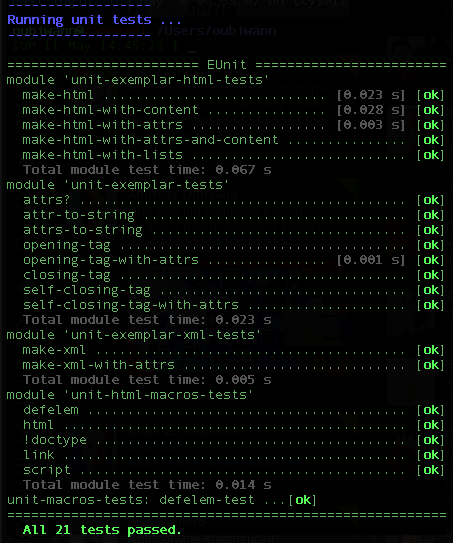 ------------------
Running unit tests ...
------------------
oubiwann /Users/oubiwann
Sun 11 May 14:45:28 $
========================= EUnit =========================
module 'unit-exemplar-html-tests'
make-html ............................. [0.023 s] [ok]
make-html-with-content ................ [0.028 s] [ok]
make-html-with-attrs .................. [0.003 s] [ok]
make-html-with-attrs-and-content ............... [ok]
make-html-with-lists ........................... [ok]
Total module test time: 0.067 s
module 'unit-exemplar-tests'
attrs? ......................................... [ok]
attr-to-string ................................. [ok]
attrs-to-string ................................ [ok]
opening-tag .................................... [ok]
opening-tag-with-attrs ................ [0.001 s] [ok]
closing-tag .................................... [ok]
self-closing-tag ............................... [ok]
self-closing-tag-with-attrs .................... [ok]
Total module test time: 0.023 s
module 'unit-exemplar-xml-tests'
make-xml ....................................... [ok]
make-xml-with-attrs ............................ [ok]
Total module test time: 0.005 s
module 'unit-html-macros-tests'
defelem ........................................ [ok]
html ........................................... [ok]
!doctype ....................................... [ok]
link ........................................... [ok]
script ......................................... [ok]
Total module test time: 0.014 s
unit-macros-tests: defelem-test ...[ok]
=========================================================
All 21 tests passed.